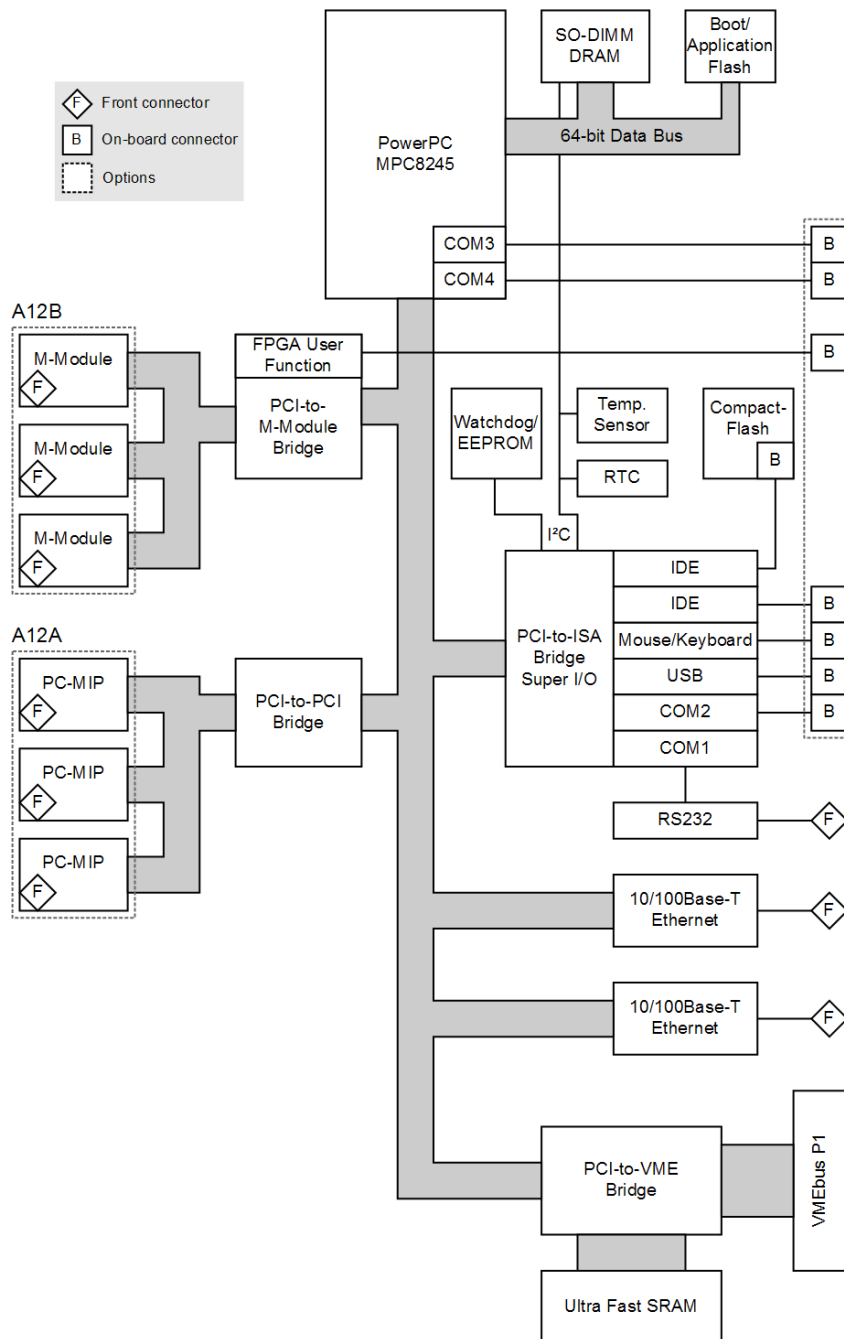 SO-DIMM
DRAM
Boot/
Application
Flash
F
Front connector
B
On-board connector
Options
PowerPC
MPC8245
64-bit Data Bus
COM3
B
COM4
B
A12B
M-Module
F
M-Module
F
M-Module
F
FPGA User
Function
B
PCI-to-
M-Module
Bridge
Watchdog/
EEPROM
Temp.
Sensor
RTC
Compact-
Flash
B
I²C
PCI-to-ISA
Bridge
Super I/O
IDE
IDE
B
Mouse/Keyboard
B
USB
B
COM2
B
COM1
RS232
F
A12A
PC-MIP
F
PC-MIP
F
PC-MIP
F
PCI-to-PCI
Bridge
10/100Base-T
Ethernet
F
10/100Base-T
Ethernet
F
PCI-to-VME
Bridge
VMEbus P1
Ultra Fast SRAM